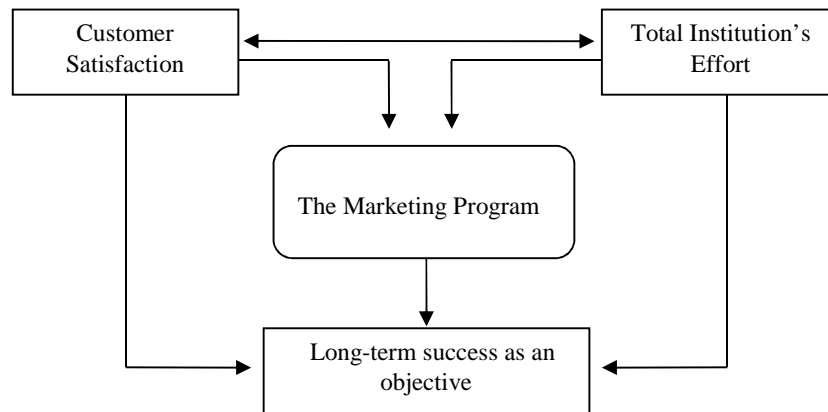 Customer
Satisfaction
Total Institution’s
Effort
The Marketing Program
Long-term success as an
objective